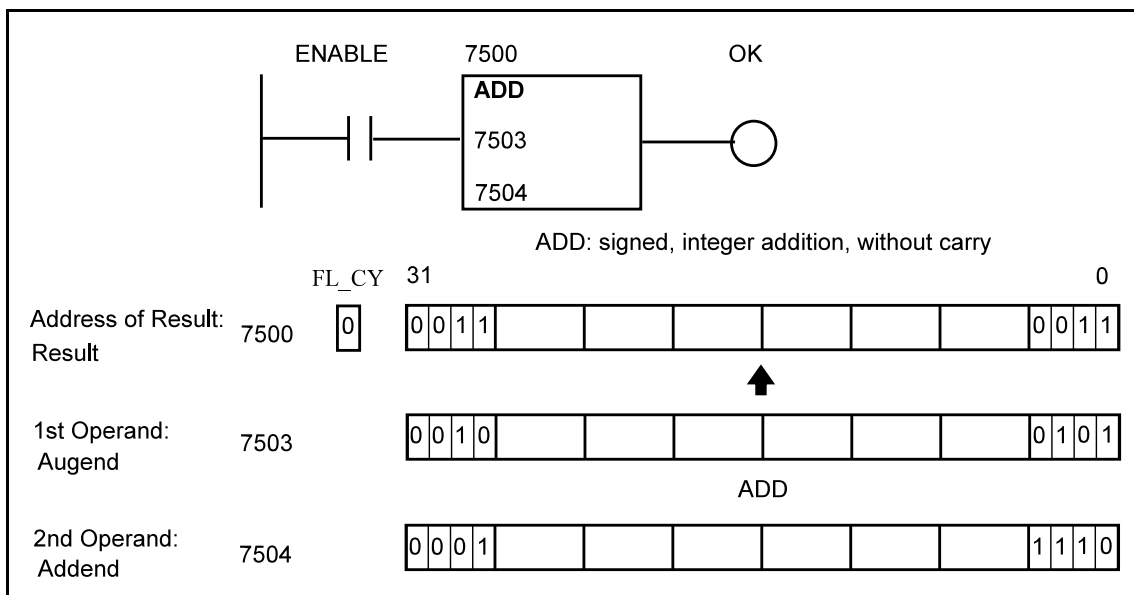 ENABLE 7500 OK
ADD
7503
7504
ADD: signed, integer addition, without carry
FL_CY 31 0
Address of Result: 7500 0 0 0 1 1 0 0 1 1
Result
1st Operand: 7503 0 0 1 0 0 1 0 1
Augend
ADD
2nd Operand: 7504 0 0 0 1 1 1 1 0
Addend